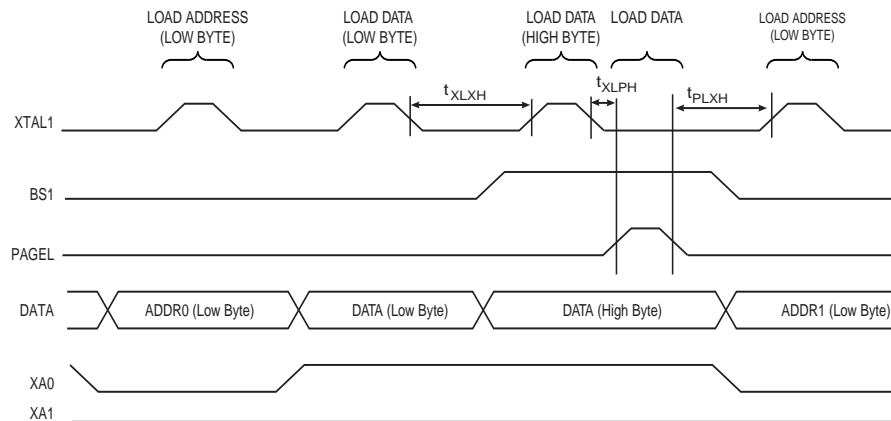 LOAD ADDRESS
(LOW BYTE)
LOAD DATA
(LOW BYTE)
LOAD DATA
(HIGH BYTE)
LOAD DATA
LOAD ADDRESS
(LOW BYTE)
tXLXH
tXLPH
tPLXH
XTAL1
BS1
PAGEL
DATA
ADDR0 (Low Byte)
DATA (Low Byte)
DATA (High Byte)
ADDR1 (Low Byte)
XA0
XA1